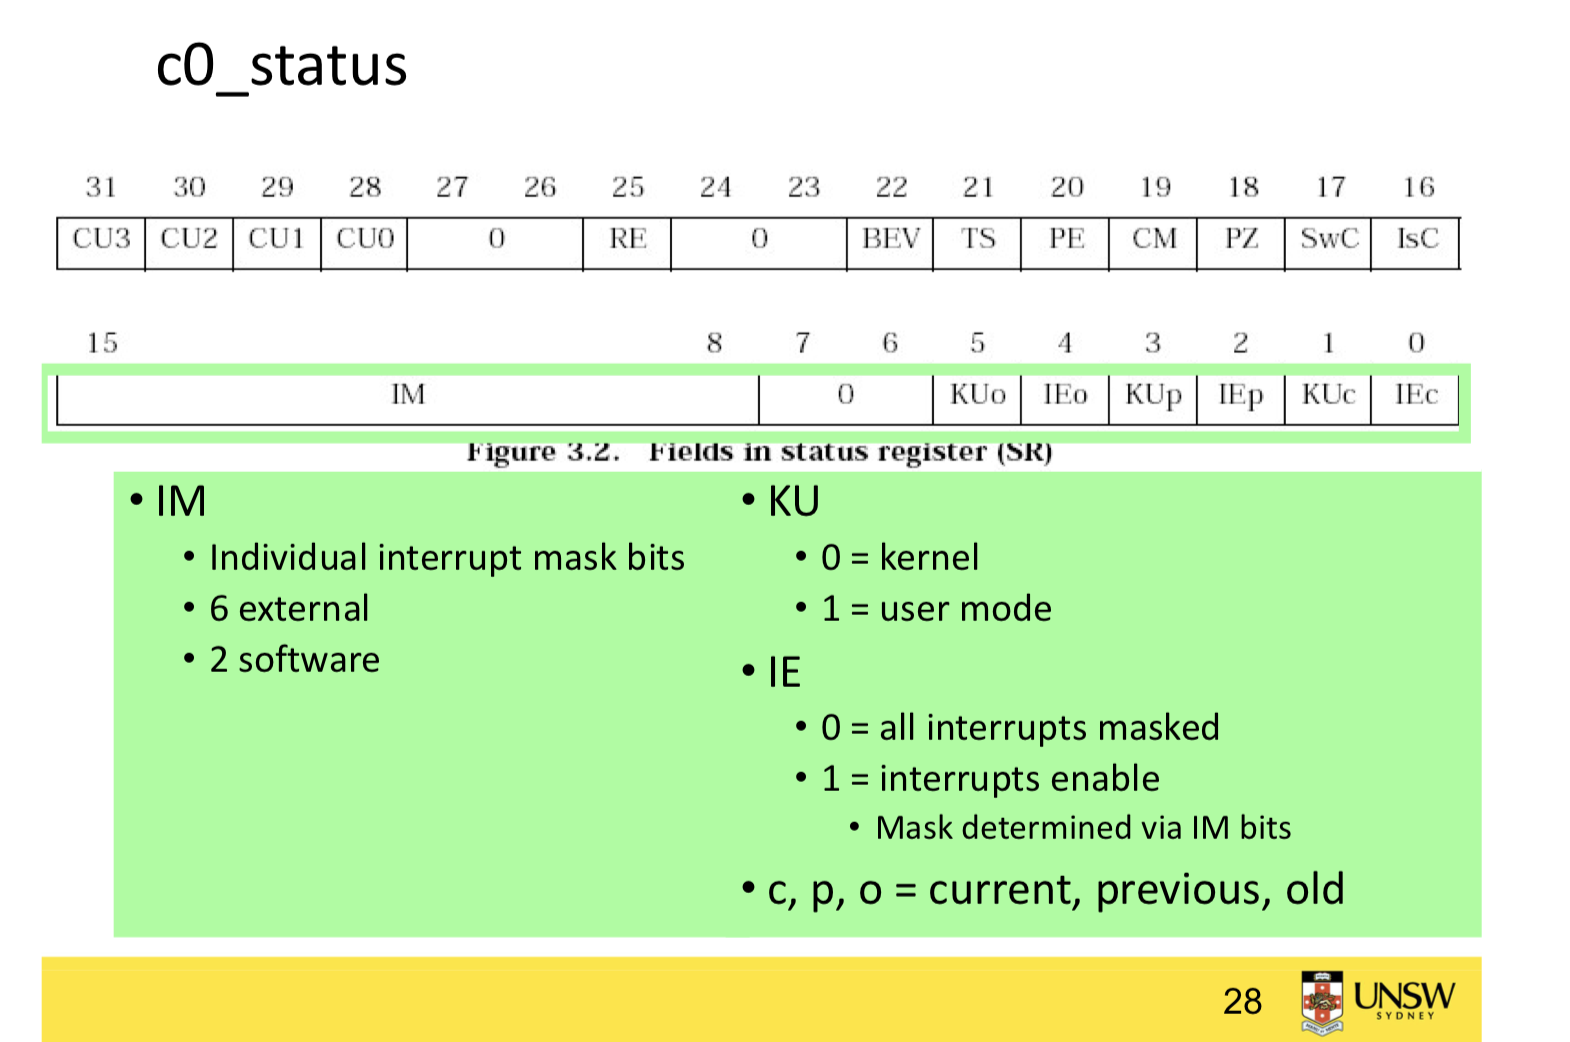 c0_status
31 30 29 28 27 26 25 24 23 22 21 20 19 18 17 16
CU3 CU2 CU1 CU0 0 RE 0 BEV TS PE CM PZ SwC IsC
15 8 7 6 5 4 3 2 1 0
IM 0 KUo IEo KUp IEp KUc IEc
Figure 3.2. Fields in status register (SR)
• IM
• Individual interrupt mask bits
• 6 external
• 2 software
• KU
• 0 = kernel
• 1 = user mode
• IE
• 0 = all interrupts masked
• 1 = interrupts enable
• Mask determined via IM bits
• c, p, o = current, previous, old
28
UNSW
SYDNEY